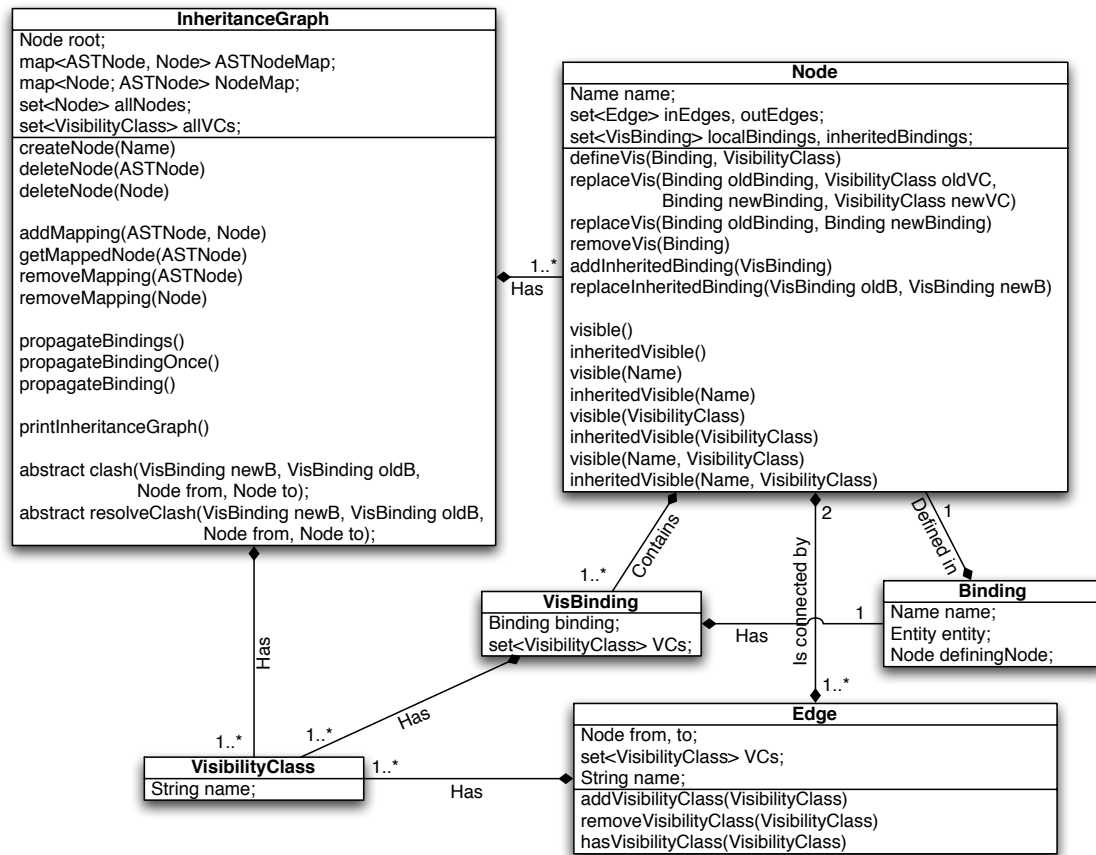 InheritanceGraph
Node root;
map<ASTNode, Node> ASTNodeMap;
map<Node; ASTNode> NodeMap;
set<Node> allNodes;
set<VisibilityClass> allVCs;
createNode(Name)
deleteNode(ASTNode)
deleteNode(Node)
addMapping(ASTNode, Node)
getMappedNode(ASTNode)
removeMapping(ASTNode)
removeMapping(Node)
propagateBindings()
propagateBindingOnce()
propagateBinding()
printInheritanceGraph()
abstract clash(VisBinding newB, VisBinding oldB,
Node from, Node to);
abstract resolveClash(VisBinding newB, VisBinding oldB,
Node from, Node to);
1..*
Has
Node
Name name;
set<Edge> inEdges, outEdges;
set<VisBinding> localBindings, inheritedBindings;
defineVis(Binding, VisibilityClass)
replaceVis(Binding oldBinding, VisibilityClass oldVC,
Binding newBinding, VisibilityClass newVC)
replaceVis(Binding oldBinding, Binding newBinding)
removeVis(Binding)
addInheritedBinding(VisBinding)
replaceInheritedBinding(VisBinding oldB, VisBinding newB)
visible()
inheritedVisible()
visible(Name)
inheritedVisible(Name)
visible(VisibilityClass)
inheritedVisible(VisibilityClass)
visible(Name, VisibilityClass)
inheritedVisible(Name, VisibilityClass)
Contains
1..*
2
Is connected by
1..*
1
Defined in
VisBinding
Binding binding;
set<VisibilityClass> VCs;
Has
1
Binding
Name name;
Entity entity;
Node definingNode;
Has
1..*
Has
1..*
VisibilityClass
String name;
1..*
Has
Edge
Node from, to;
set<VisibilityClass> VCs;
String name;
addVisibilityClass(VisibilityClass)
removeVisibilityClass(VisibilityClass)
hasVisibilityClass(VisibilityClass)